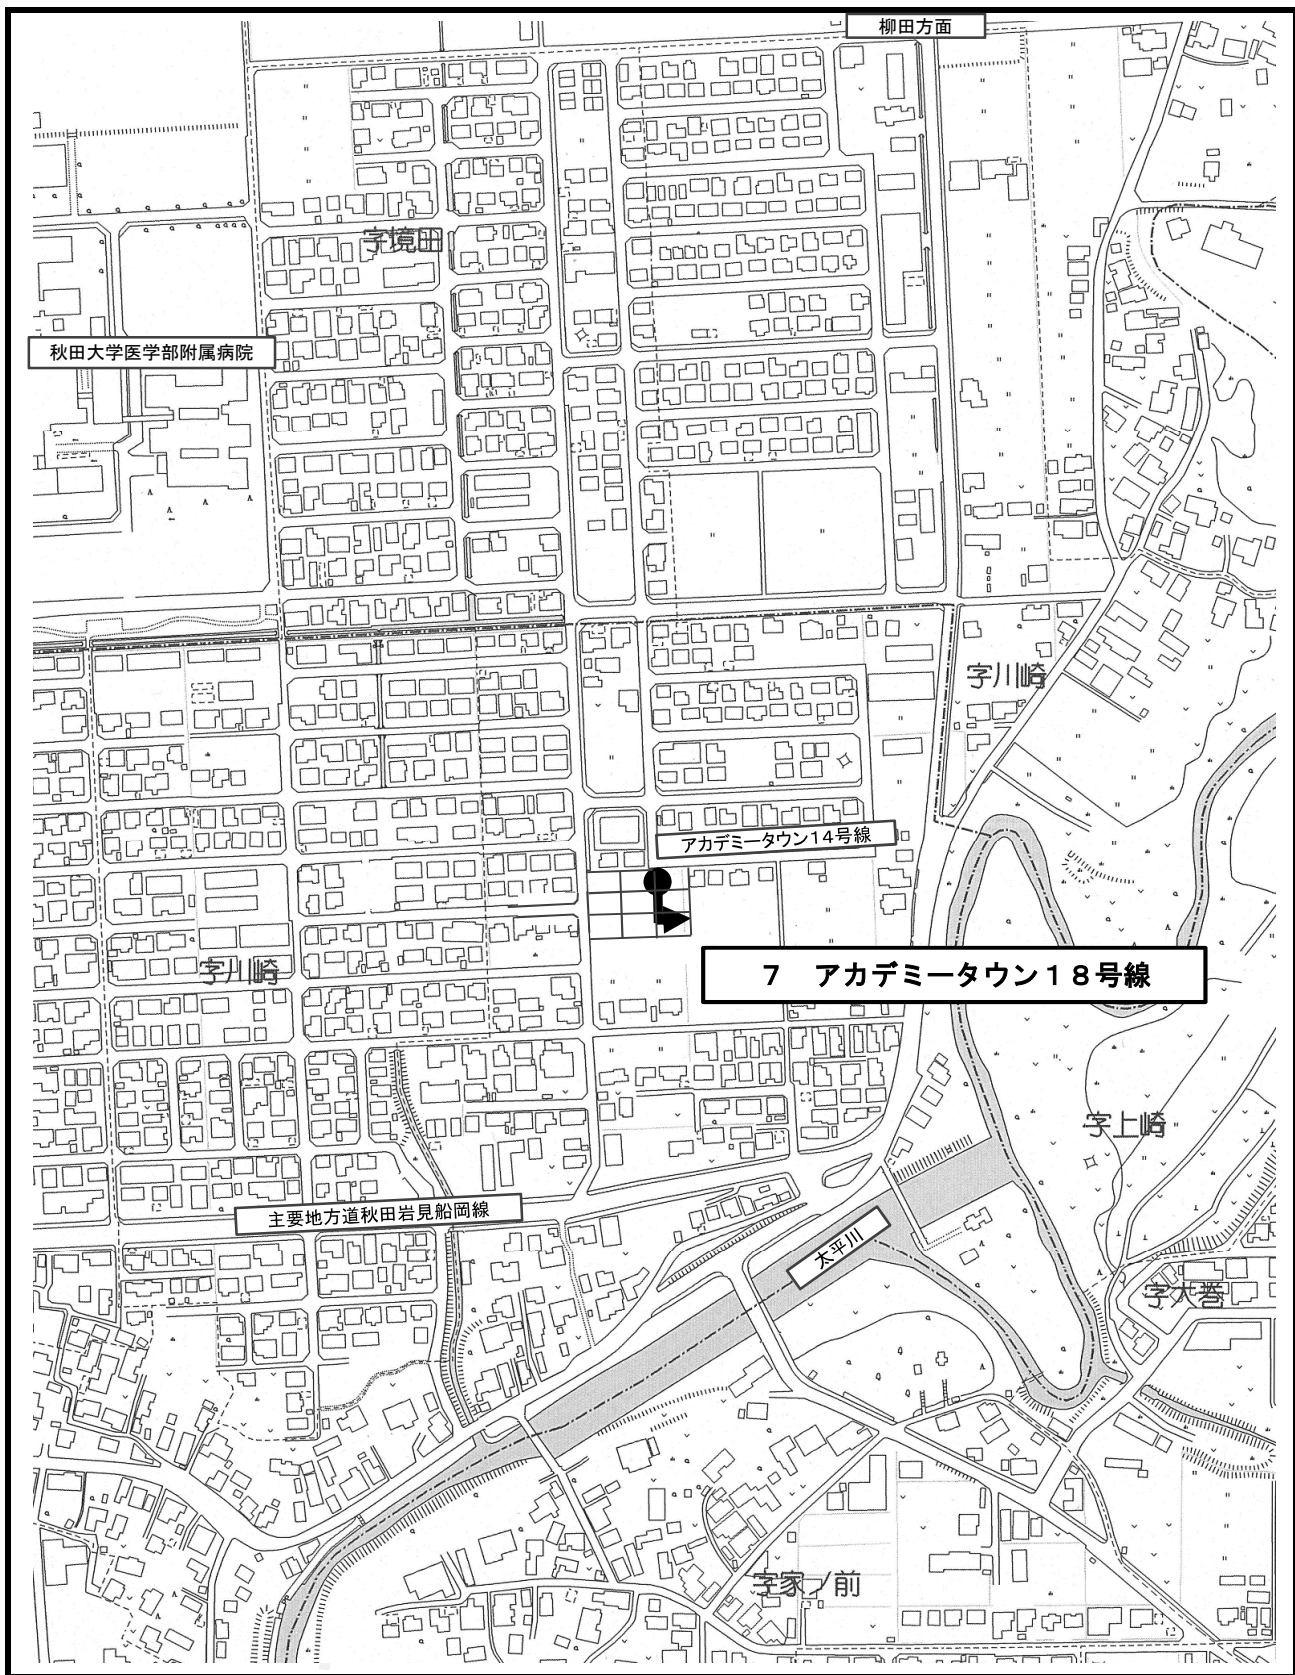 柳田方面
字境田
秋田大学医学部附属病院
字川崎
アカデミータウン14号線
7 アカデミータウン18号線
字川崎
字上崎
主要地方道秋田岩見船岡線
太平川
字大巻
字家ノ前